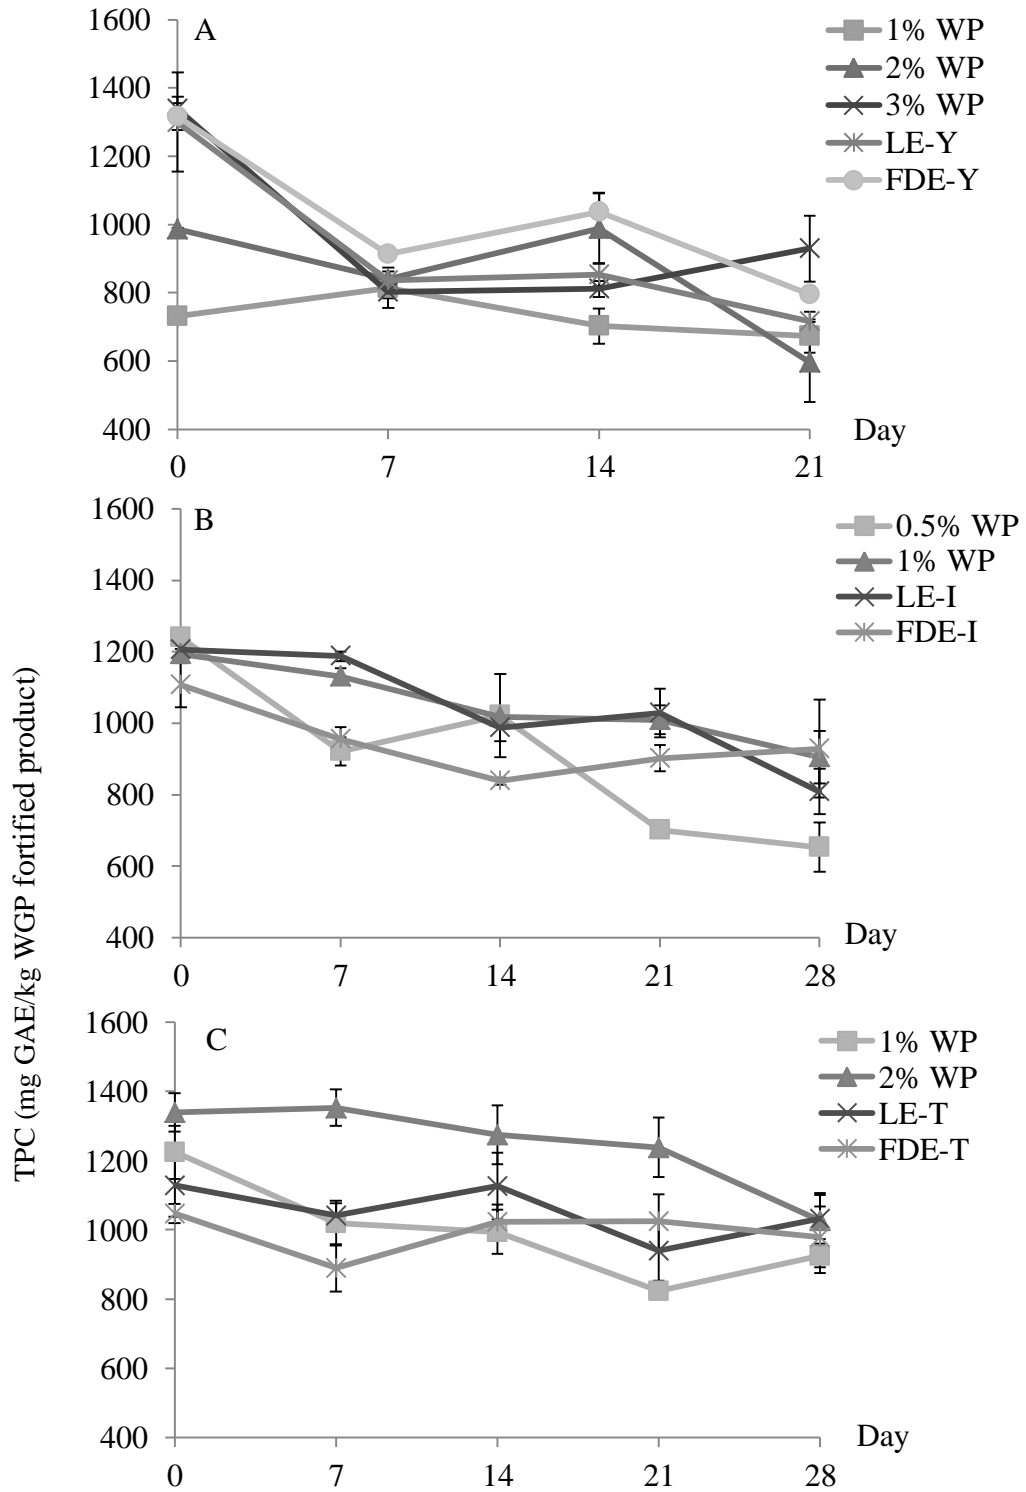 TPC (mg GAE/kg WGP fortified product)
A
1600
1400
1200
1000
800
600
400
0
7
14
21
Day
1% WP
2% WP
3% WP
LE-Y
FDE-Y
B
1600
1400
1200
1000
800
600
400
0
7
14
21
28
Day
0.5% WP
1% WP
LE-I
FDE-I
C
1600
1400
1200
1000
800
600
400
0
7
14
21
28
Day
1% WP
2% WP
LE-T
FDE-T